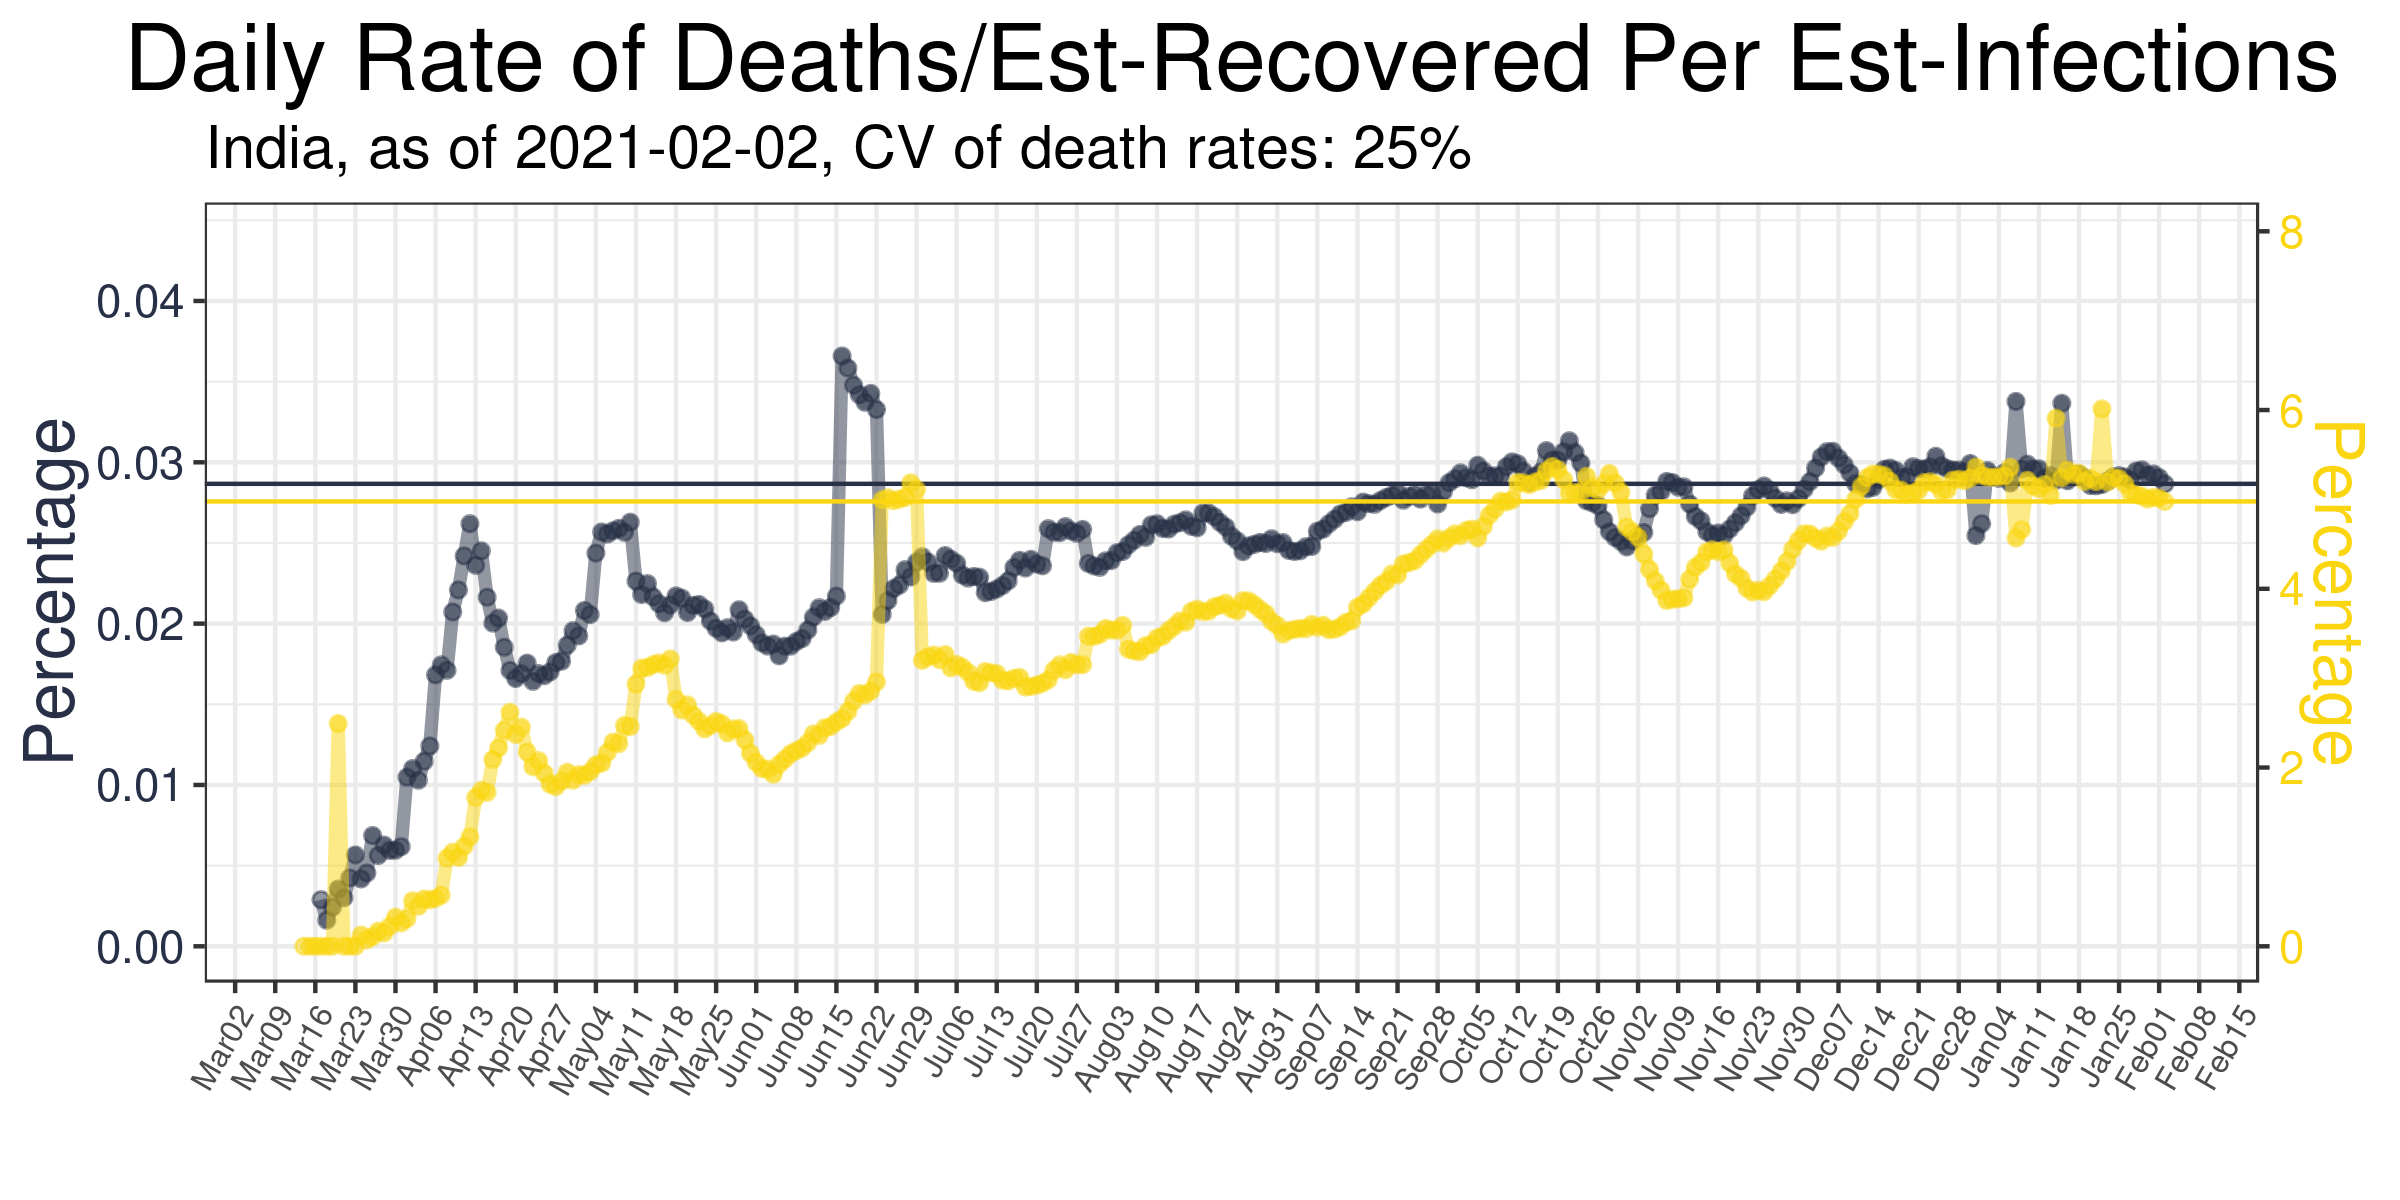 Daily Rate of Deaths/Est-Recovered Per Est-Infections
India, as of 2021-02-02, CV of death rates: 25%
Percentage
0.04
0.03
0.02
0.01
0.00
8
6
4
2
0
Percentage
Mar02
Mar09
Mar16
Mar23
Mar30
Apr06
Apr13
Apr20
Apr27
May04
May11
May18
May25
Jun01
Jun08
Jun15
Jun22
Jun29
Jul06
Jul13
Jul20
Jul27
Aug03
Aug10
Aug17
Aug24
Aug31
Sep07
Sep14
Sep21
Sep28
Oct05
Oct12
Oct19
Oct26
Nov02
Nov09
Nov16
Nov23
Nov30
Dec07
Dec14
Dec21
Dec28
Jan04
Jan11
Jan18
Jan25
Feb01
Feb08
Feb15